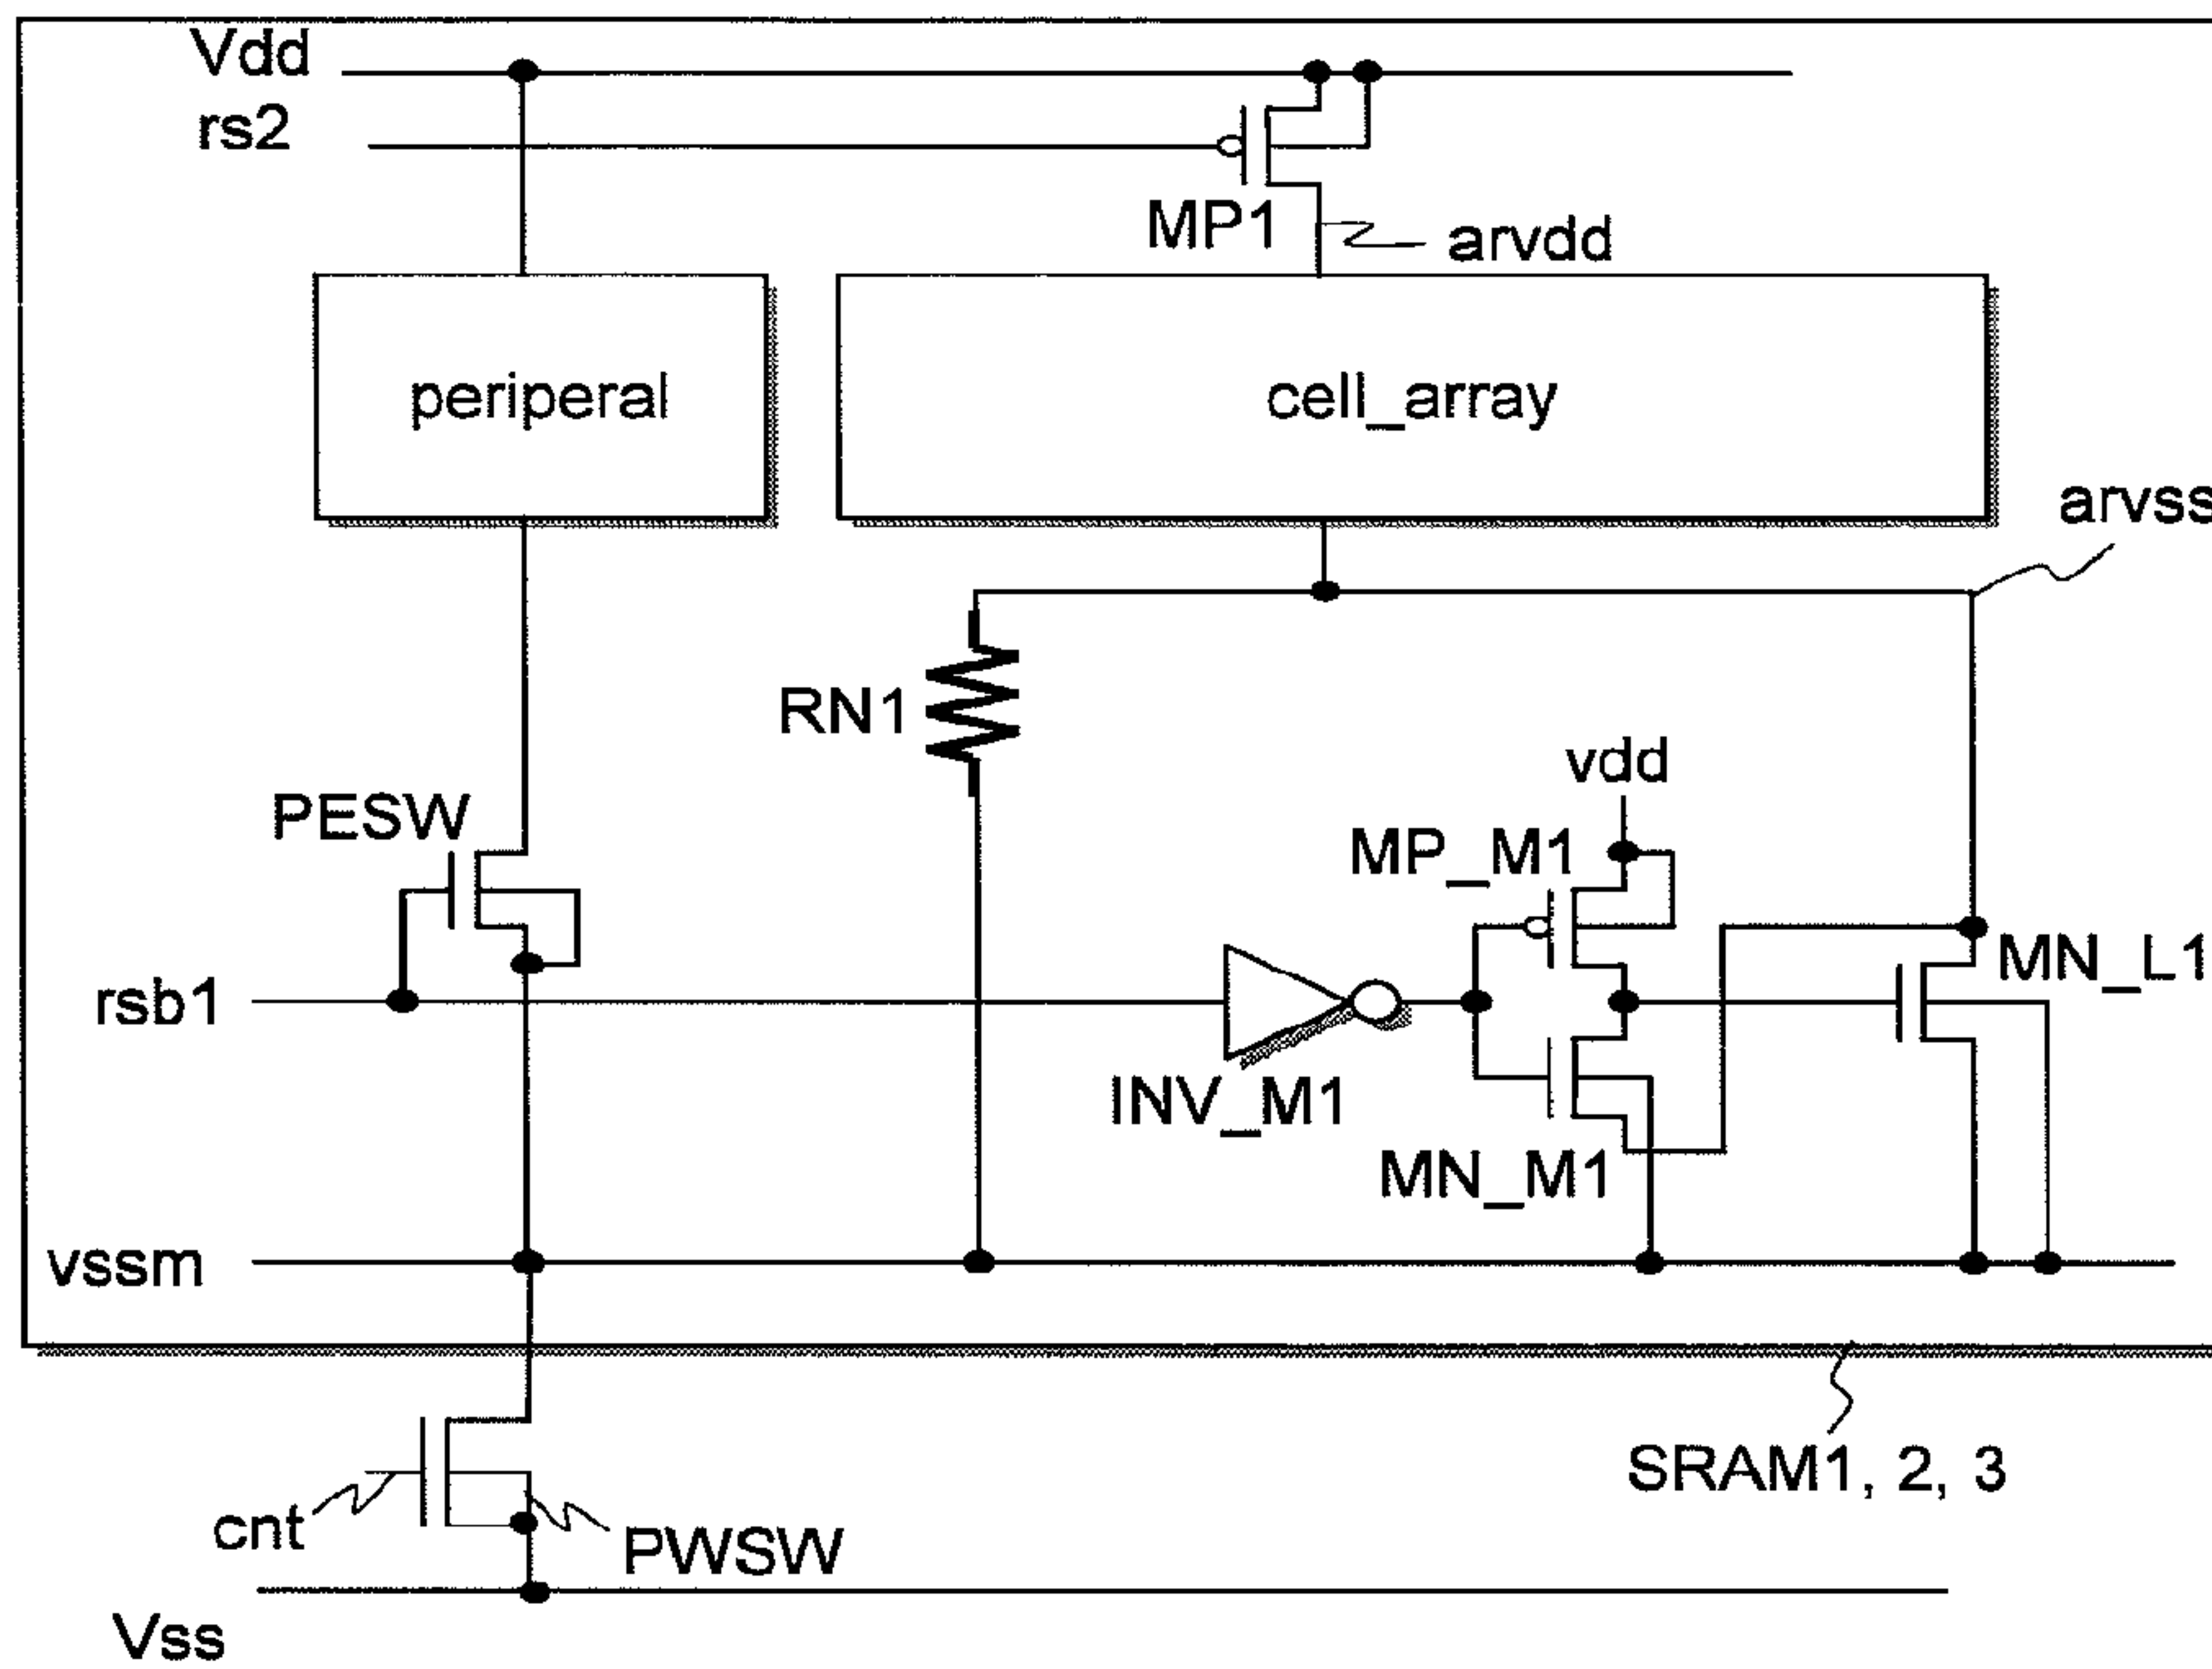 Vdd
rs2
MP1
arvdd
periperal
cell_array
arvss
RN1
vdd
PESW
MP_M1
MN_L1
rsb1
INV_M1
MN_M1
vssm
SRAM1, 2, 3
cnt
PWSW
Vss